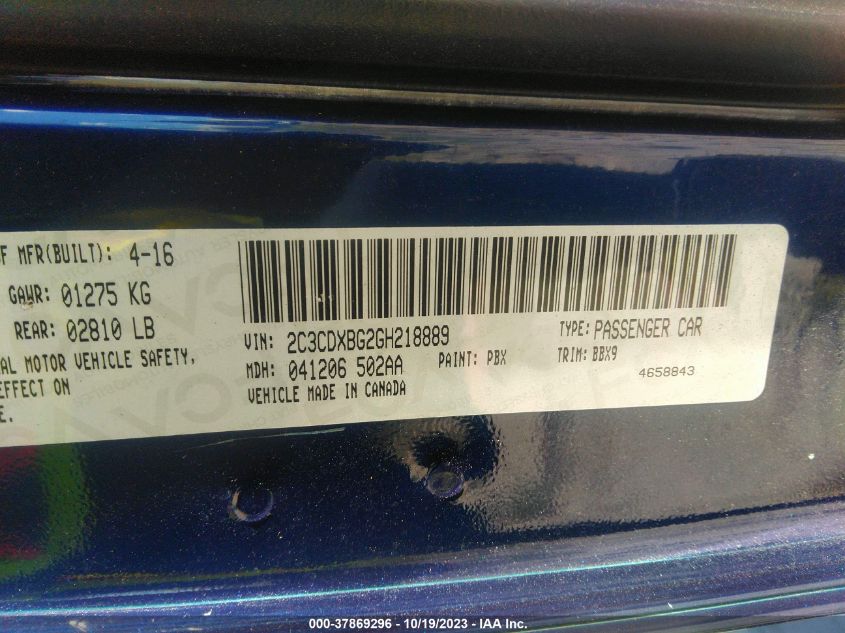 F MFR(BUILT): 4-16
GAWR: 01275 KG
REAR: 02810 LB
AL MOTOR VEHICLE SAFETY,
EFFECT ON
E.
VIN: 2C3CDXBG2GH218889
TYPE: PASSENGER CAR
MDH: 041206 502AA
PAINT: PBX
TRIM: BBX9
VEHICLE MADE IN CANADA
4658843
000-37869296 - 10/19/2023 - IAA Inc.